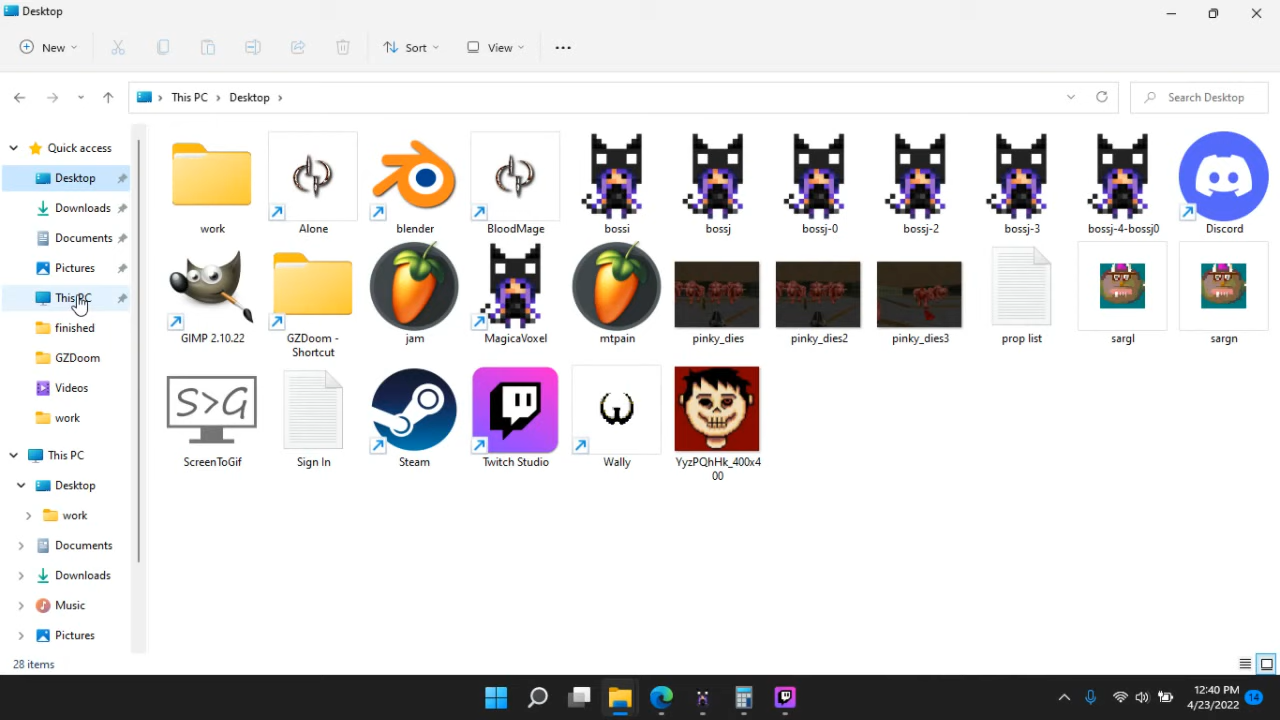 Desktop
New
Sort
View
This PC
Desktop
Search Desktop
Quick access
Desktop
Downloads
Documents
Pictures
This PC
finished
GZDoom
Videos
work
This PC
Desktop
work
Documents
Downloads
Music
Pictures
work
Alone
blender
BloodMage
bossi
bossj
bossj-0
bossj-2
bossj-3
bossj-4-bossj0
Discord
GIMP 2.10.22
GZDoom -
Shortcut
jam
MagicaVoxel
mtpain
pinky_dies
pinky_dies2
pinky_dies3
prop list
sargl
sargn
S>G
ScreenToGif
Sign In
Steam
Twitch Studio
Wally
YyzPQhHk_400x4
00
28 items
12:40 PM
4/23/2022
14